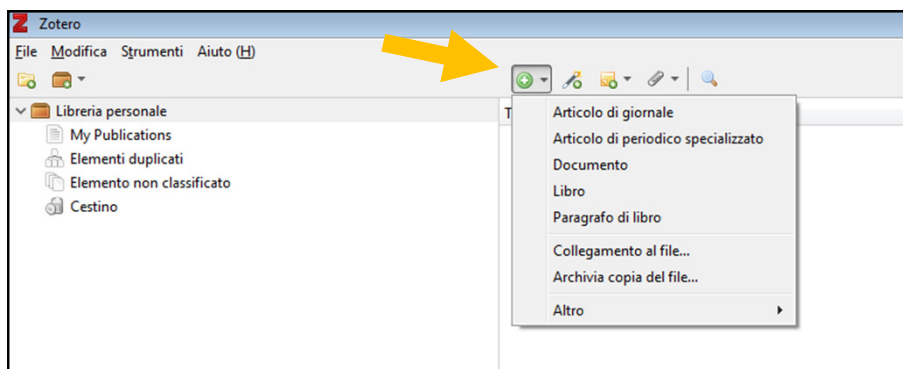 Zotero
File Modifica Strumenti Aiuto (H)
Libreria personale
My Publications
Elementi duplicati
Elemento non classificato
Cestino
T
Articolo di giornale
Articolo di periodico specializzato
Documento
Libro
Paragrafo di libro
Collegamento al file...
Archivia copia del file...
Altro